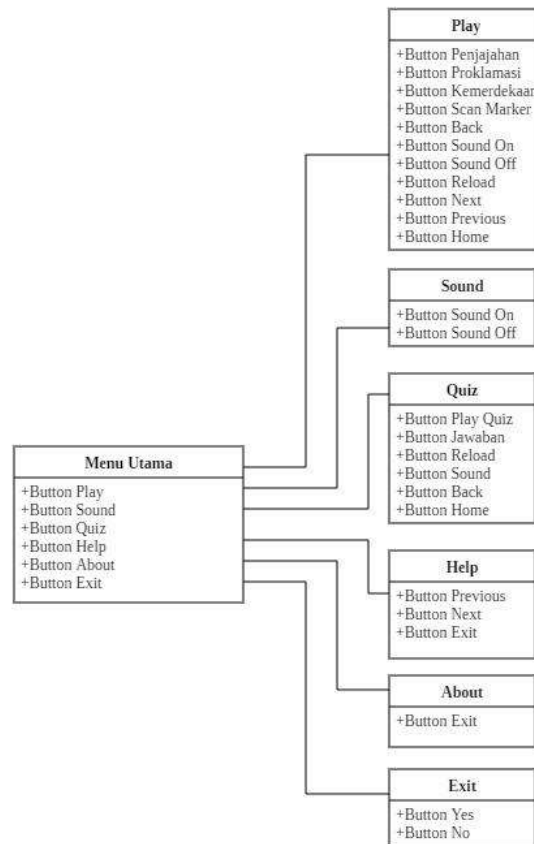 Play
+Button Penjajahan
+Button Proklamasi
+Button Kemerdekaan
+Button Scan Marker
+Button Back
+Button Sound On
+Button Sound Off
+Button Reload
+Button Next
+Button Previous
+Button Home
Sound
+Button Sound On
+Button Sound Off
Quiz
+Button Play Quiz
+Button Jawaban
+Button Reload
+Button Sound
+Button Back
+Button Home
Menu Utama
+Button Play
+Button Sound
+Button Quiz
+Button Help
+Button About
+Button Exit
Help
+Button Previous
+Button Next
+Button Exit
About
+Button Exit
Exit
+Button Yes
+Button No